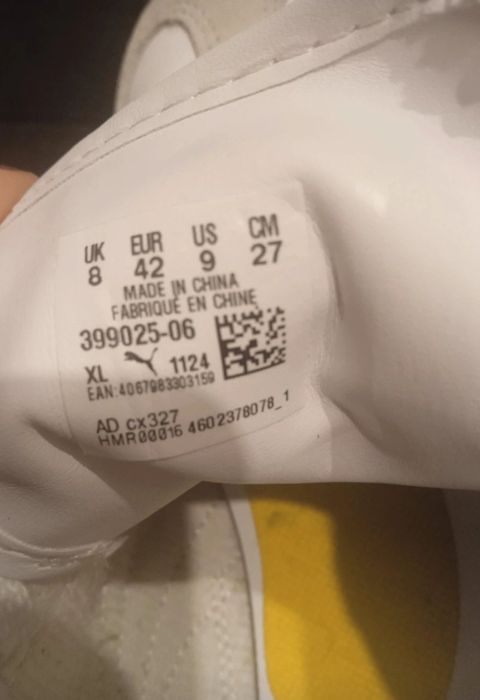 UK EUR US CM
8 42 9 27
MADE IN CHINA
FABRIQUÉ EN CHINE
399025-06
XL 1124
EAN:4067983303159
AD cx327
HMR00016 4602378078_1